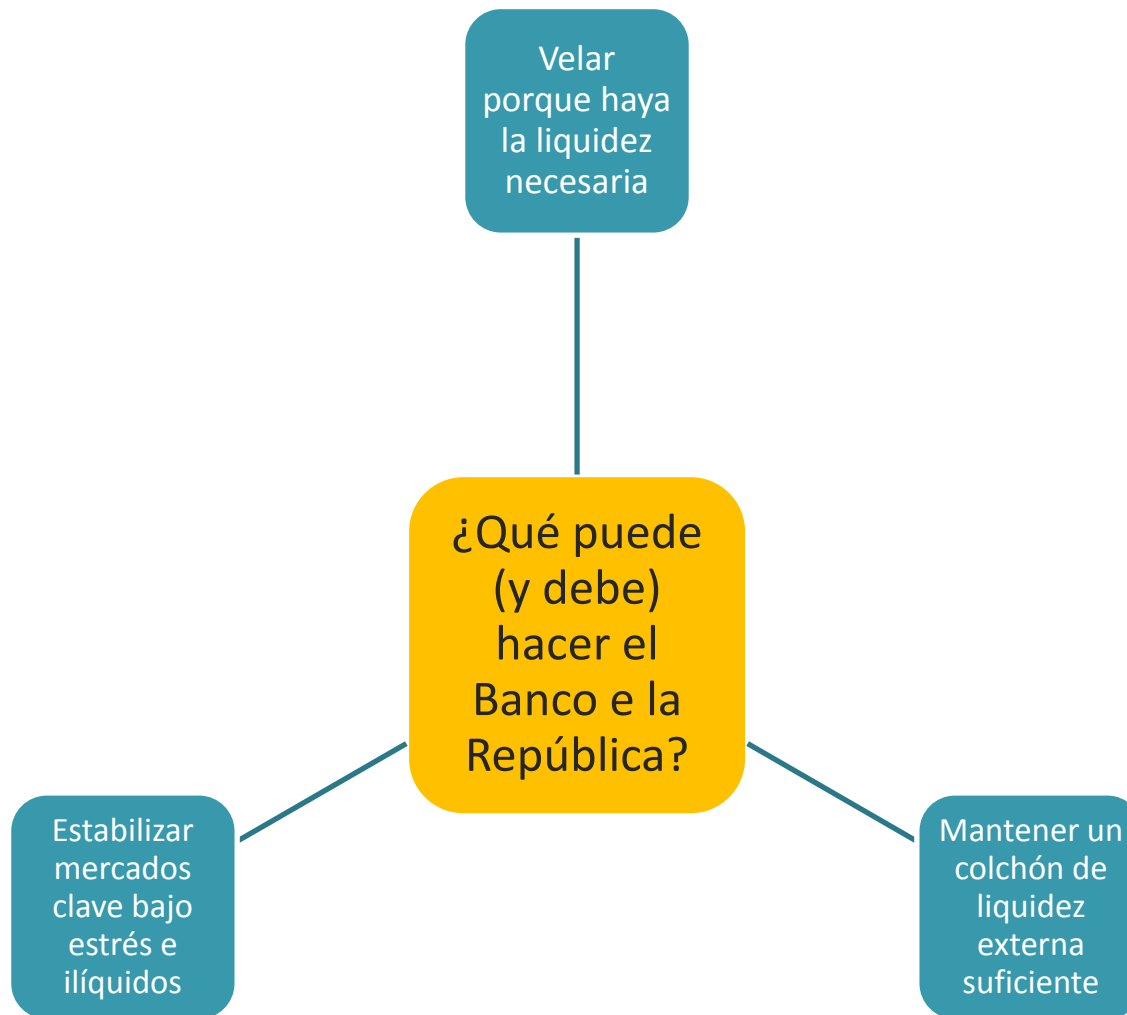 Velar
porque haya
la liquidez
necesaria
¿Qué puede
(y debe)
hacer el
Banco e la
República?
Estabilizar
mercados
clave bajo
estrés e
ilíquidos
Mantener un
colchón de
liquidez
externa
suficiente